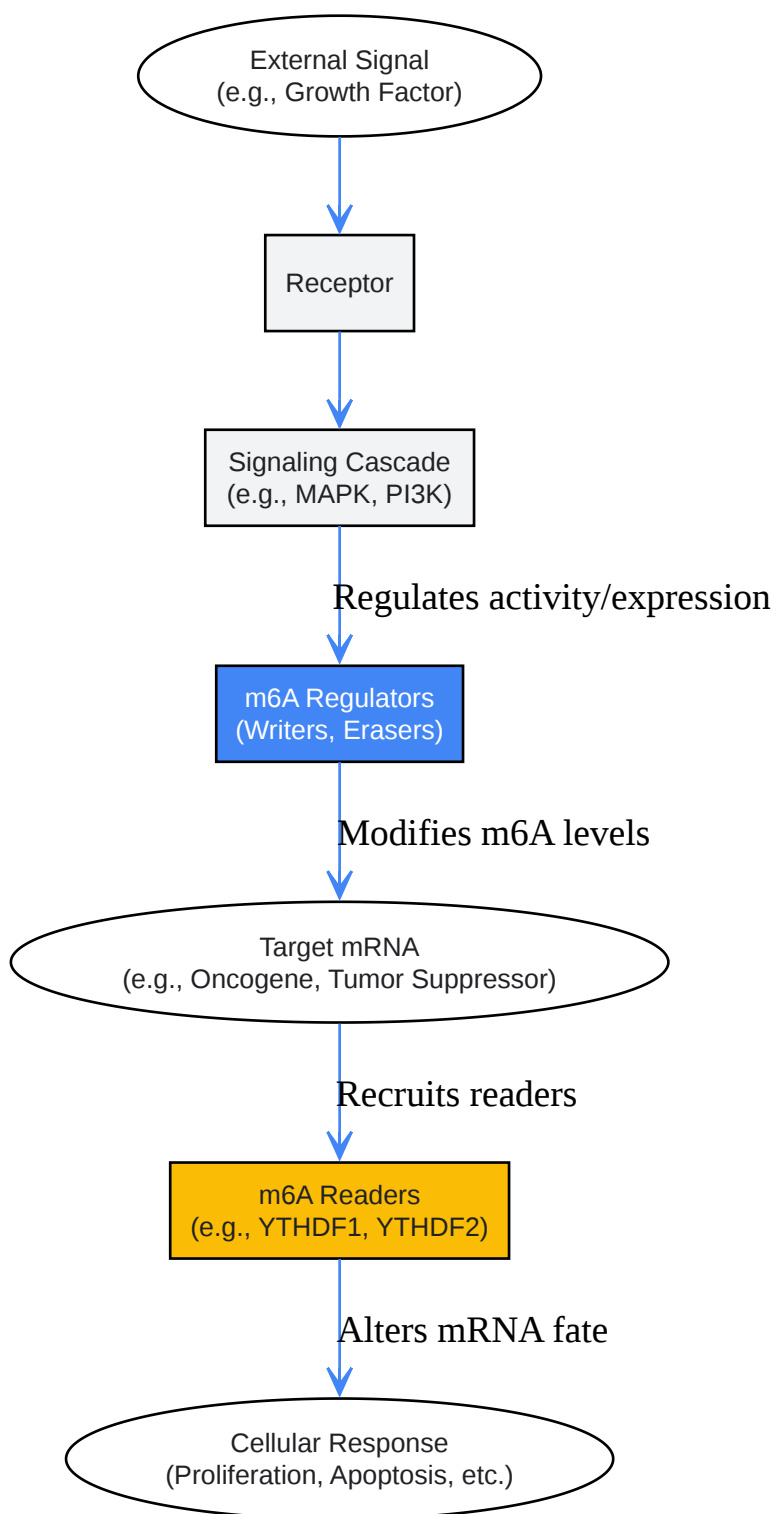 External Signal
(e.g., Growth Factor)
Receptor
Signaling Cascade
(e.g., MAPK, PI3K)
Regulates activity/expression
m6A Regulators
(Writers, Erasers)
Modifies m6A levels
Target mRNA
(e.g., Oncogene, Tumor Suppressor)
Recruits readers
m6A Readers
(e.g., YTHDF1, YTHDF2)
Alters mRNA fate
Cellular Response
(Proliferation, Apoptosis, etc.)